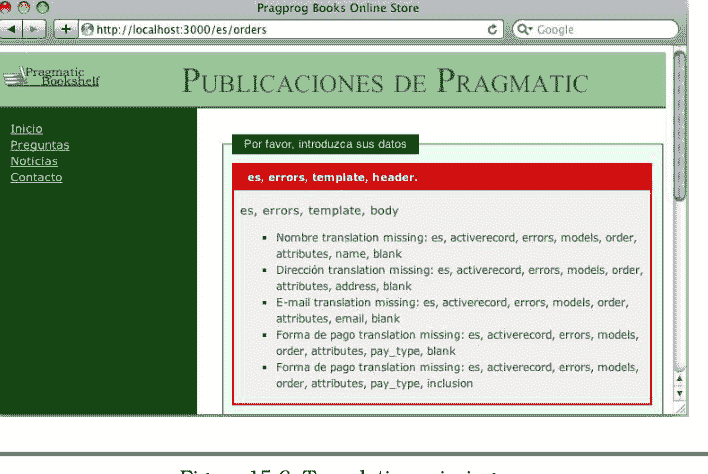 Pragprog Books Online Store
http://localhost:3000/es/orders
Google
Pragmatic
Bookshelf
PUBLICACIONES DE PRAGMATIC
Inicio
Preguntas
Noticias
Contacto
Por favor, introduzca sus datos
es, errors, template, header.
es, errors, template, body
Nombre translation missing: es, activerecord, errors, models, order,
attributes, name, blank
Dirección translation missing: es, activerecord, errors, models, order,
attributes, address, blank
E-mail translation missing: es, activerecord, errors, models, order,
attributes, email, blank
Forma de pago translation missing: es, activerecord, errors, models,
order, attributes, pay_type, blank
Forma de pago translation missing: es, activerecord, errors, models,
order, attributes, pay_type, inclusion